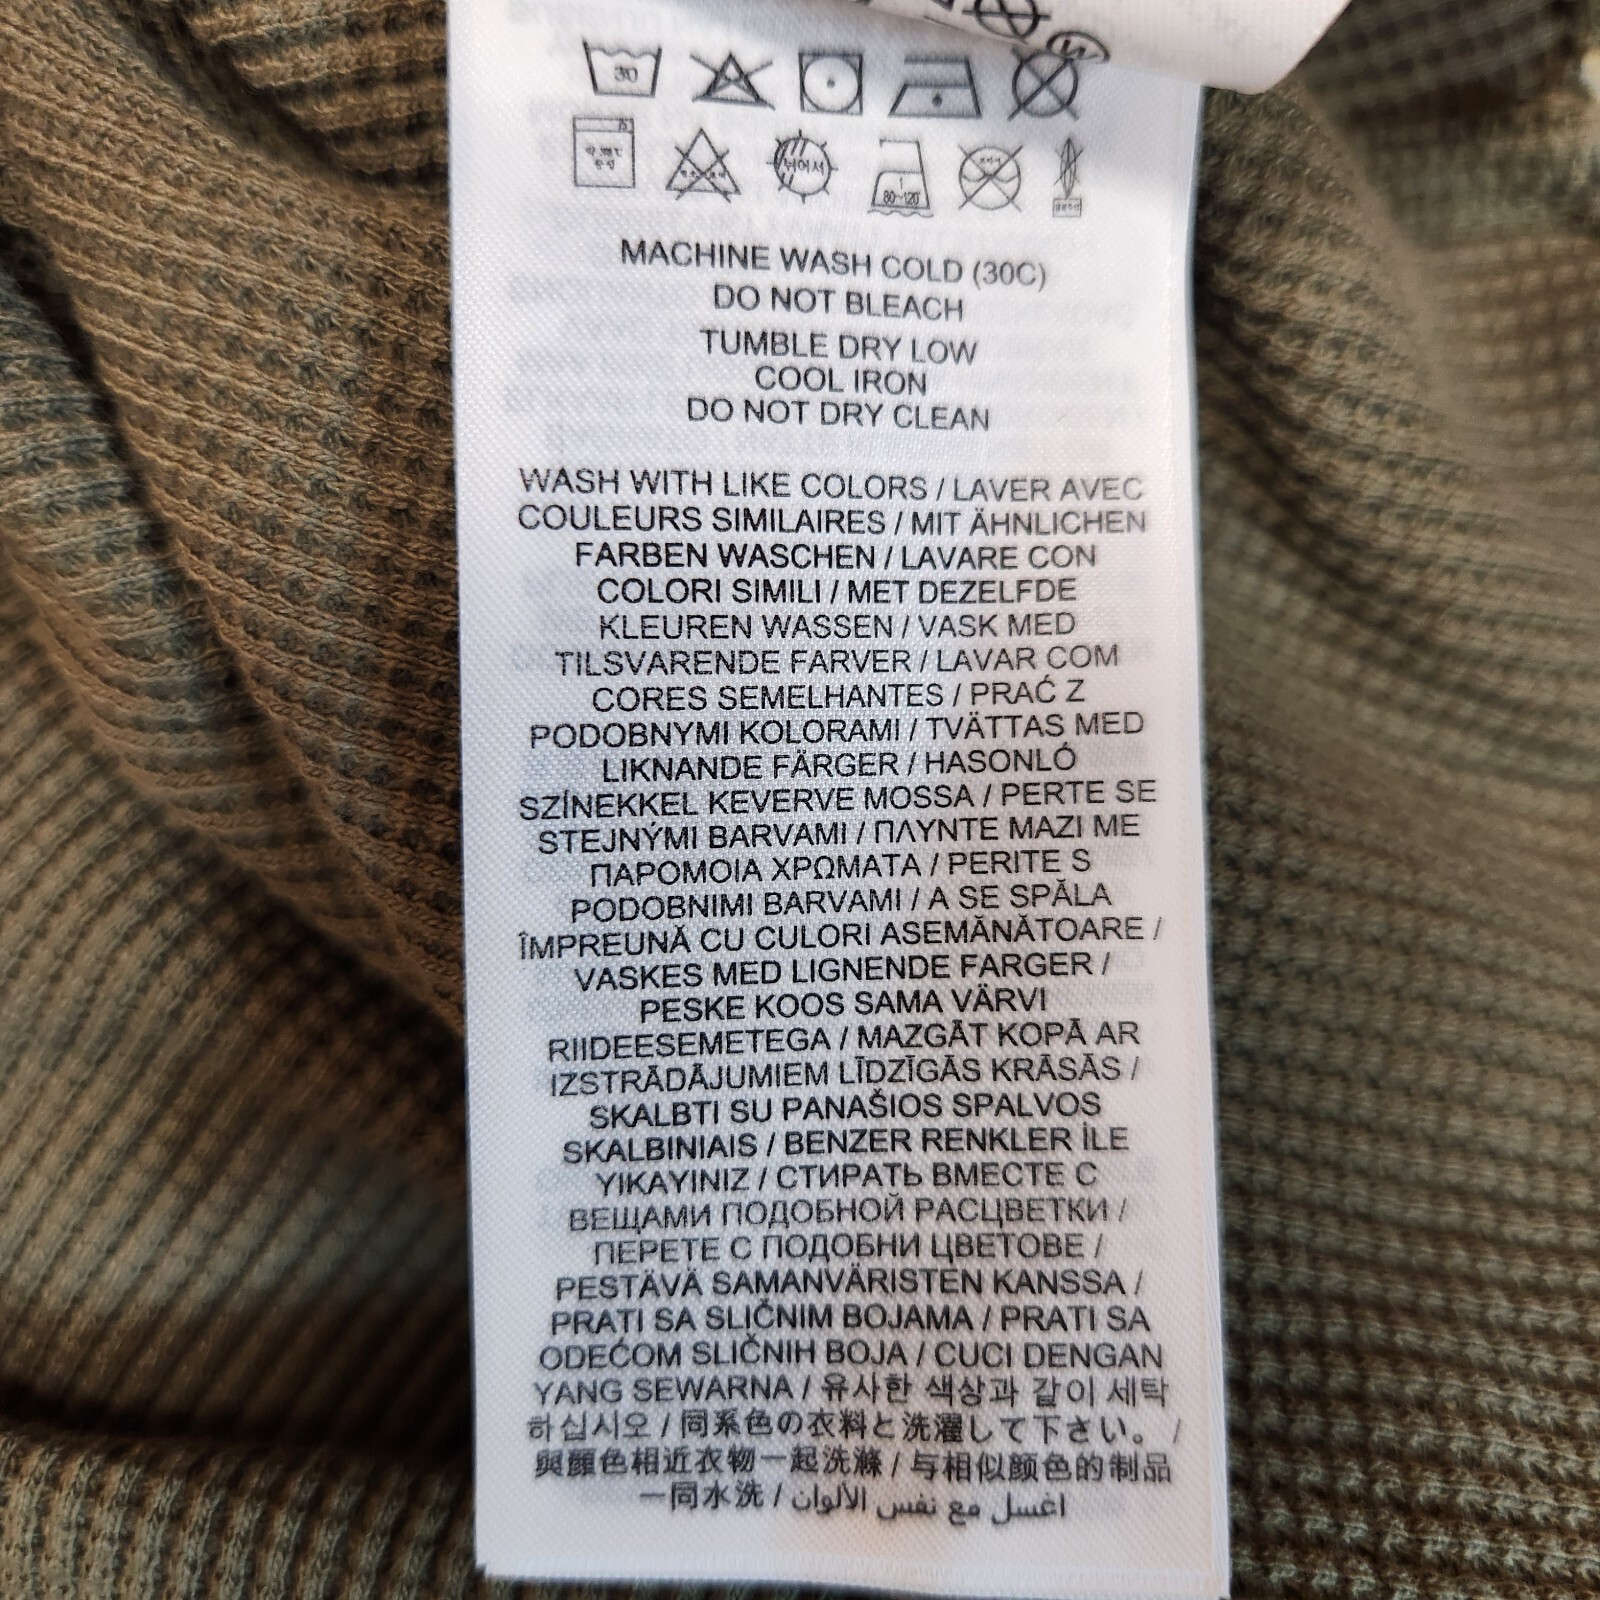 30
80~120
MACHINE WASH COLD (30C)
DO NOT BLEACH
TUMBLE DRY LOW
COOL IRON
DO NOT DRY CLEAN
WASH WITH LIKE COLORS / LAVER AVEC
COULEURS SIMILAIRES / MIT ÄHNLICHEN
FARBEN WASCHEN / LAVARE CON
COLORI SIMILI / MET DEZELFDE
KLEUREN WASSEN / VASK MED
TILSVARENDE FARVER / LAVAR COM
CORES SEMELHANTES / PRAĆ Z
PODOBNYMI KOLORAMI / TVÄTTAS MED
LIKNANDE FÄRGER / HASONLÓ
SZÍNEKKEL KEVERVE MOSSA / PERTE SE
STEJNÝMI BARVAMI / ΠΛΥΝΤΕ ΜΑΖΙ ΜΕ
ΠΑΡΟΜΟΙΑ ΧΡΩΜΑΤΑ / PERITE S
PODOBNIMI BARVAMI / A SE SPĂLA
ÎMPREUNĂ CU CULORI ASEMĂNĂTOARE /
VASKES MED LIGNENDE FARGER /
PESKE KOOS SAMA VÄRVI
RIIDEESEMETEGA / MAZGĀT KOPĀ AR
IZSTRĀDĀJUMIEM LĪDZĪGĀS KRĀSĀS /
SKALBTI SU PANAŠIOS SPALVOS
SKALBINIAIS / BENZER RENKLER İLE
YIKAYINIZ / СТИРАТЬ ВМЕСТЕ С
ВЕЩАМИ ПОДОБНОЙ РАСЦВЕТКИ /
ПЕРЕТЕ С ПОДОБНИ ЦВЕТОВЕ /
PESTÄVÄ SAMANVÄRISTEN KANSSA /
PRATI SA SLIČNIM BOJAMA / PRATI SA
ODEĆOM SLIČNIH BOJA / CUCI DENGAN
YANG SEWARNA / 유사한 색상과 같이 세탁
하십시오 / 同系色の衣料と洗濯して下さい。 /
與顏色相近衣物一起洗滌 / 与相似颜色的制品
一同水洗 / اغسل مع نفس الألوان